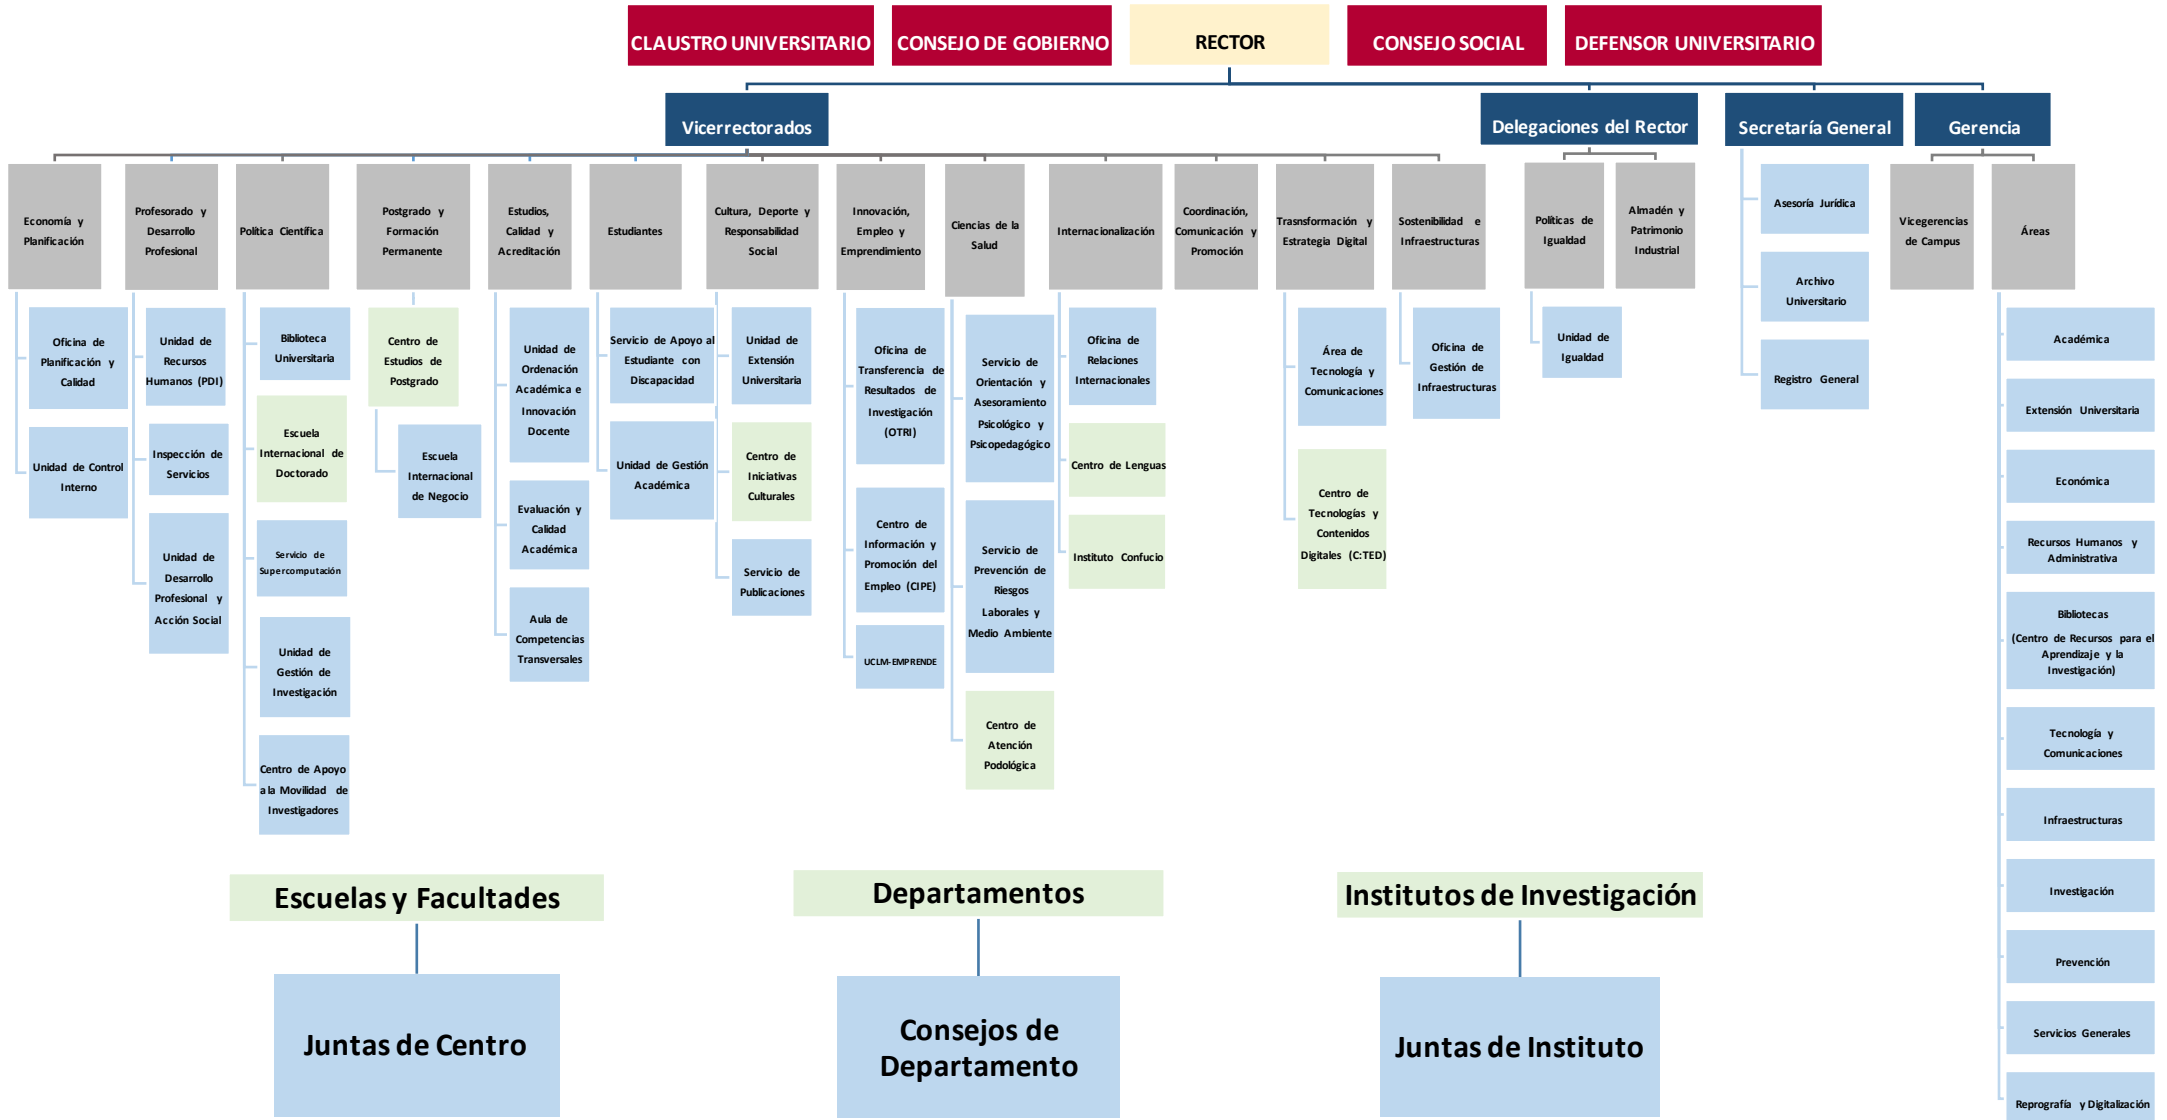 CLAUSTRO UNIVERSITARIO
CONSEJO DE GOBIERNO
RECTOR
CONSEJO SOCIAL
DEFENSOR UNIVERSITARIO
Vicerrectorados
Delegaciones del Rector
Secretaría General
Gerencia
Economía y
Planificación
Profesorado y
Desarrollo
Profesional
Política Científica
Postgrado y
Formación
Permanente
Estudios,
Calidad y
Acreditación
Estudiantes
Cultura, Deporte y
Responsabilidad
Social
Innovación,
Empleo y
Emprendimiento
Ciencias de la
Salud
Internacionalización
Coordinación,
Comunicación y
Promoción
Trasnsformación y
Estrategia Digital
Sostenibilidad e
Infraestructuras
Políticas de
Igualdad
Almadén y
Patrimonio
Industrial
Vicegerencias
de Campus
Áreas
Oficina de
Planificación y
Calidad
Unidad de Control
Interno
Unidad de
Recursos
Humanos (PDI)
Inspección de
Servicios
Unidad de
Desarrollo
Profesional y
Acción Social
Biblioteca
Universitaria
Escuela
Internacional de
Doctorado
Servicio de
Supercomputación
Unidad de
Gestión de
Investigación
Centro de Apoyo
a la Movilidad de
Investigadores
Centro de
Estudios de
Postgrado
Escuela
Internacional
de Negocio
Unidad de
Ordenación
Académica e
Innovación
Docente
Evaluación y
Calidad
Académica
Aula de
Competencias
Transversales
Servicio de Apoyo al
Estudiante con
Discapacidad
Unidad de Gestión
Académica
Unidad de
Extensión
Universitaria
Centro de
Iniciativas
Culturales
Servicio de
Publicaciones
Oficina de
Transferencia de
Resultados de
Investigación
(OTRI)
Centro de
Información y
Promoción del
Empleo (CIPE)
UCLM-EMPRENDE
Servicio de
Orientación y
Asesoramiento
Psicológico y
Psicopedagógico
Servicio de
Prevención de
Riesgos
Laborales y
Medio Ambiente
Centro de
Atención
Podológica
Oficina de
Relaciones
Internacionales
Centro de Lenguas
Instituto Confucio
Área de
Tecnología y
Comunicaciones
Centro de
Tecnologías y
Contenidos
Digitales (C:TED)
Oficina de
Gestión de
Infraestructuras
Unidad de
Igualdad
Asesoría Jurídica
Archivo
Universitario
Registro General
Académica
Extensión Universitaria
Económica
Recursos Humanos y
Administrativa
Bibliotecas
(Centro de Recursos para el
Aprendizaje y la
Investigación)
Tecnología y
Comunicaciones
Infraestructuras
Investigación
Prevención
Servicios Generales
Reprografía y Digitalización
Escuelas y Facultades
Juntas de Centro
Departamentos
Consejos de
Departamento
Institutos de Investigación
Juntas de Instituto